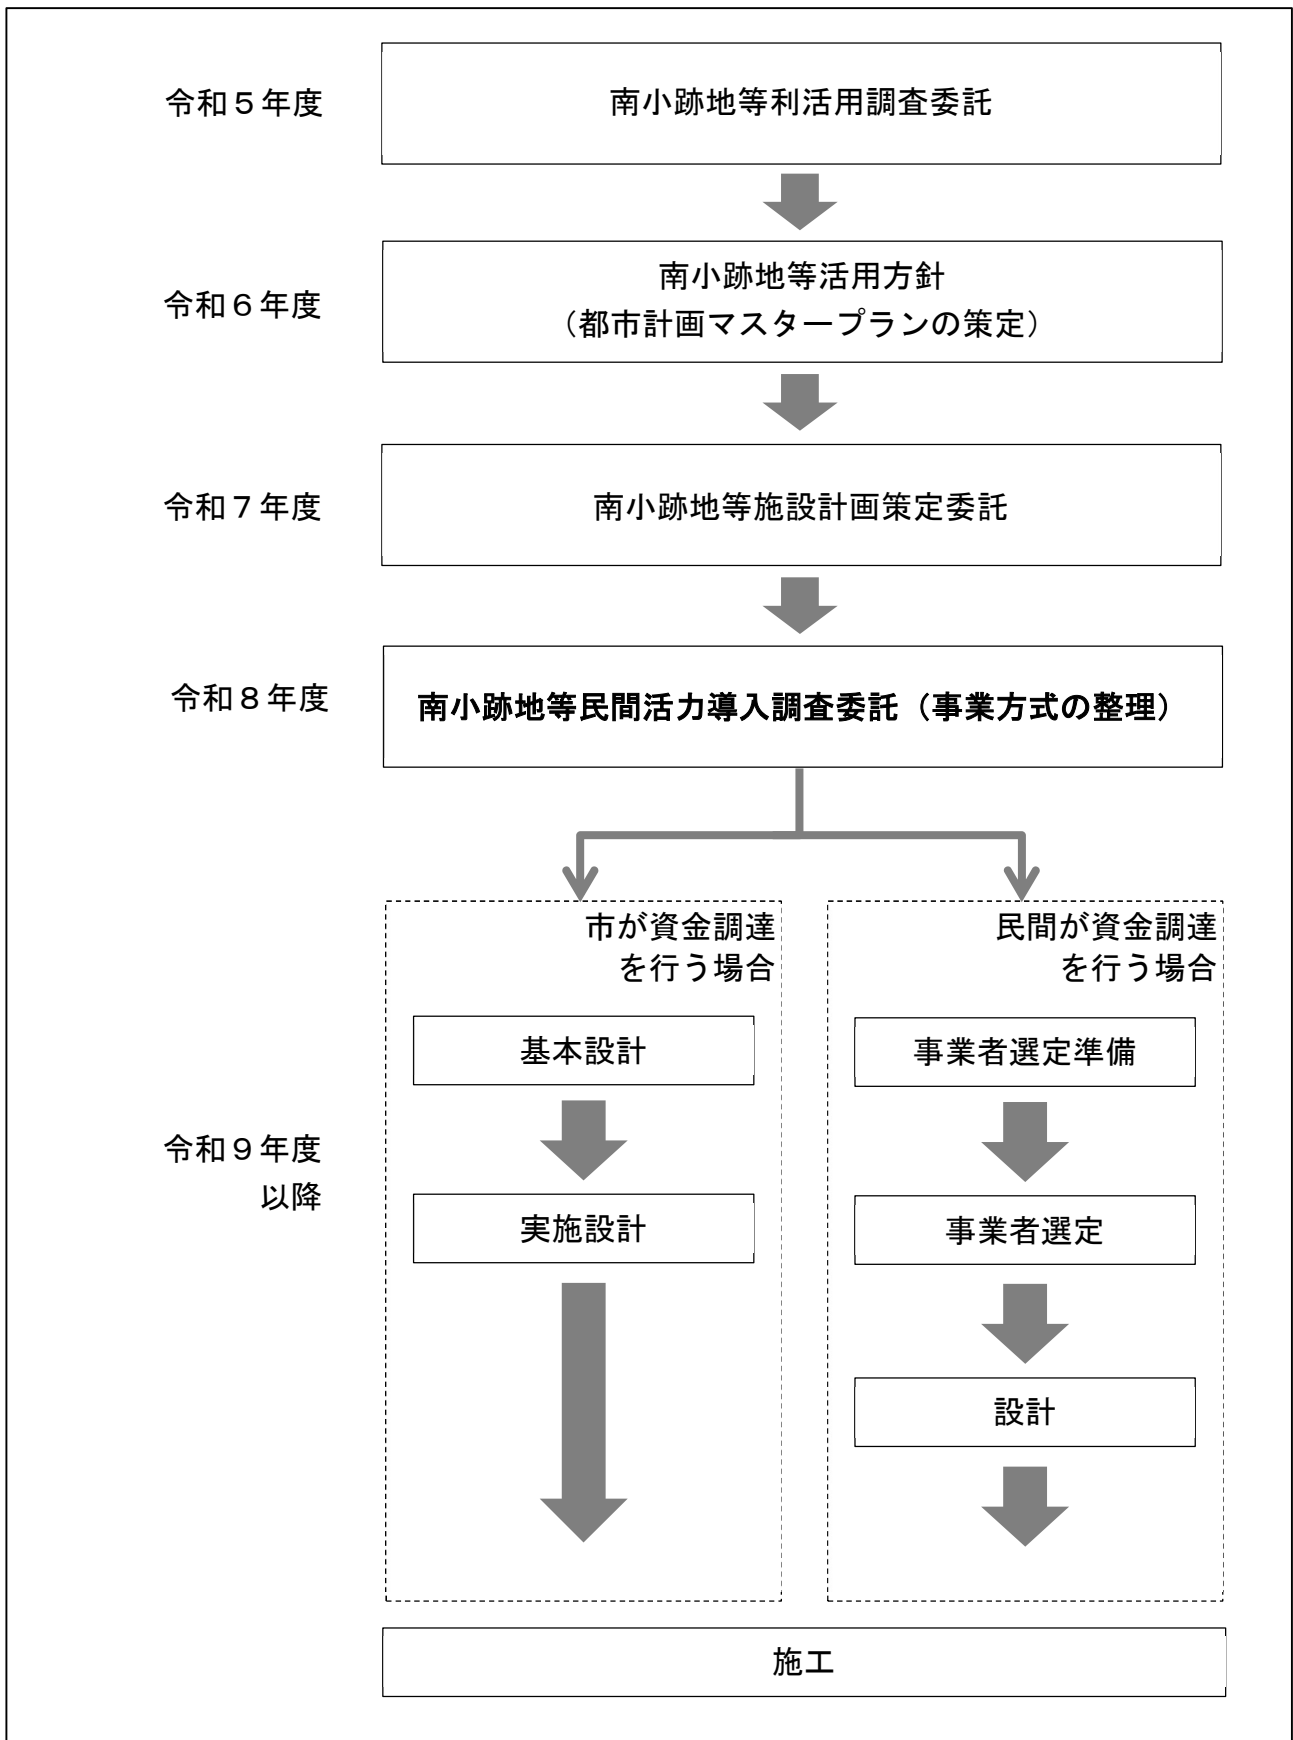 令和５年度
南小跡地等利活用調査委託
令和６年度
南小跡地等活用方針
（都市計画マスタープランの策定）
令和７年度
南小跡地等施設計画策定委託
令和８年度
南小跡地等民間活力導入調査委託（事業方式の整理）
令和９年度
以降
市が資金調達
を行う場合
基本設計
実施設計
民間が資金調達
を行う場合
事業者選定準備
事業者選定
設計
施工